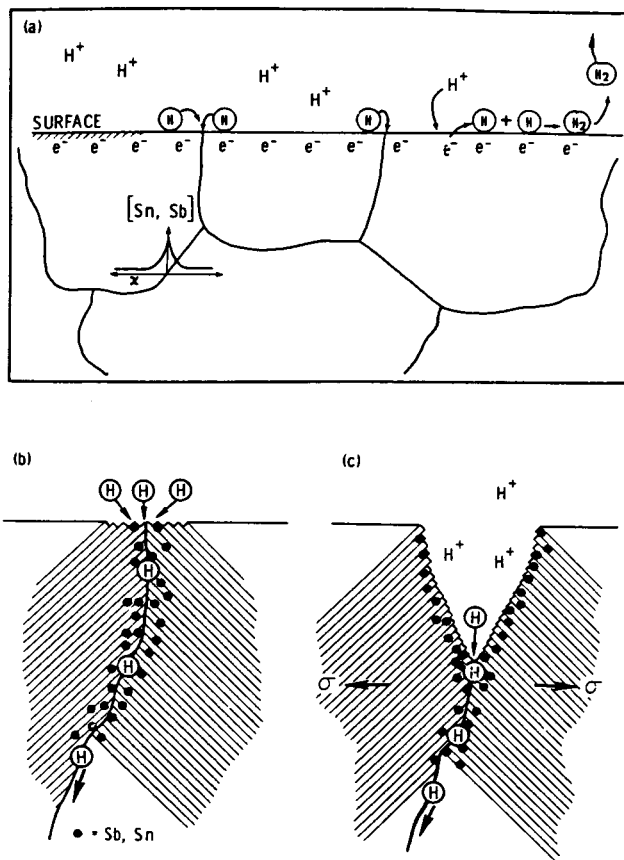 (a)
H⁺ H⁺ H⁺ H⁺ H⁺
H₂
SURFACE
H H H H + H H₂
e⁻ e⁻ e⁻ e⁻ e⁻ e⁻ e⁻ e⁻ e⁻ e⁻ e⁻ e⁻ e⁻
[Sn, Sb]
x
(b)
H H H
H
H
H
● = Sb, Sn
(c)
H⁺
H⁺ H⁺
H
H
σ σ
H
H